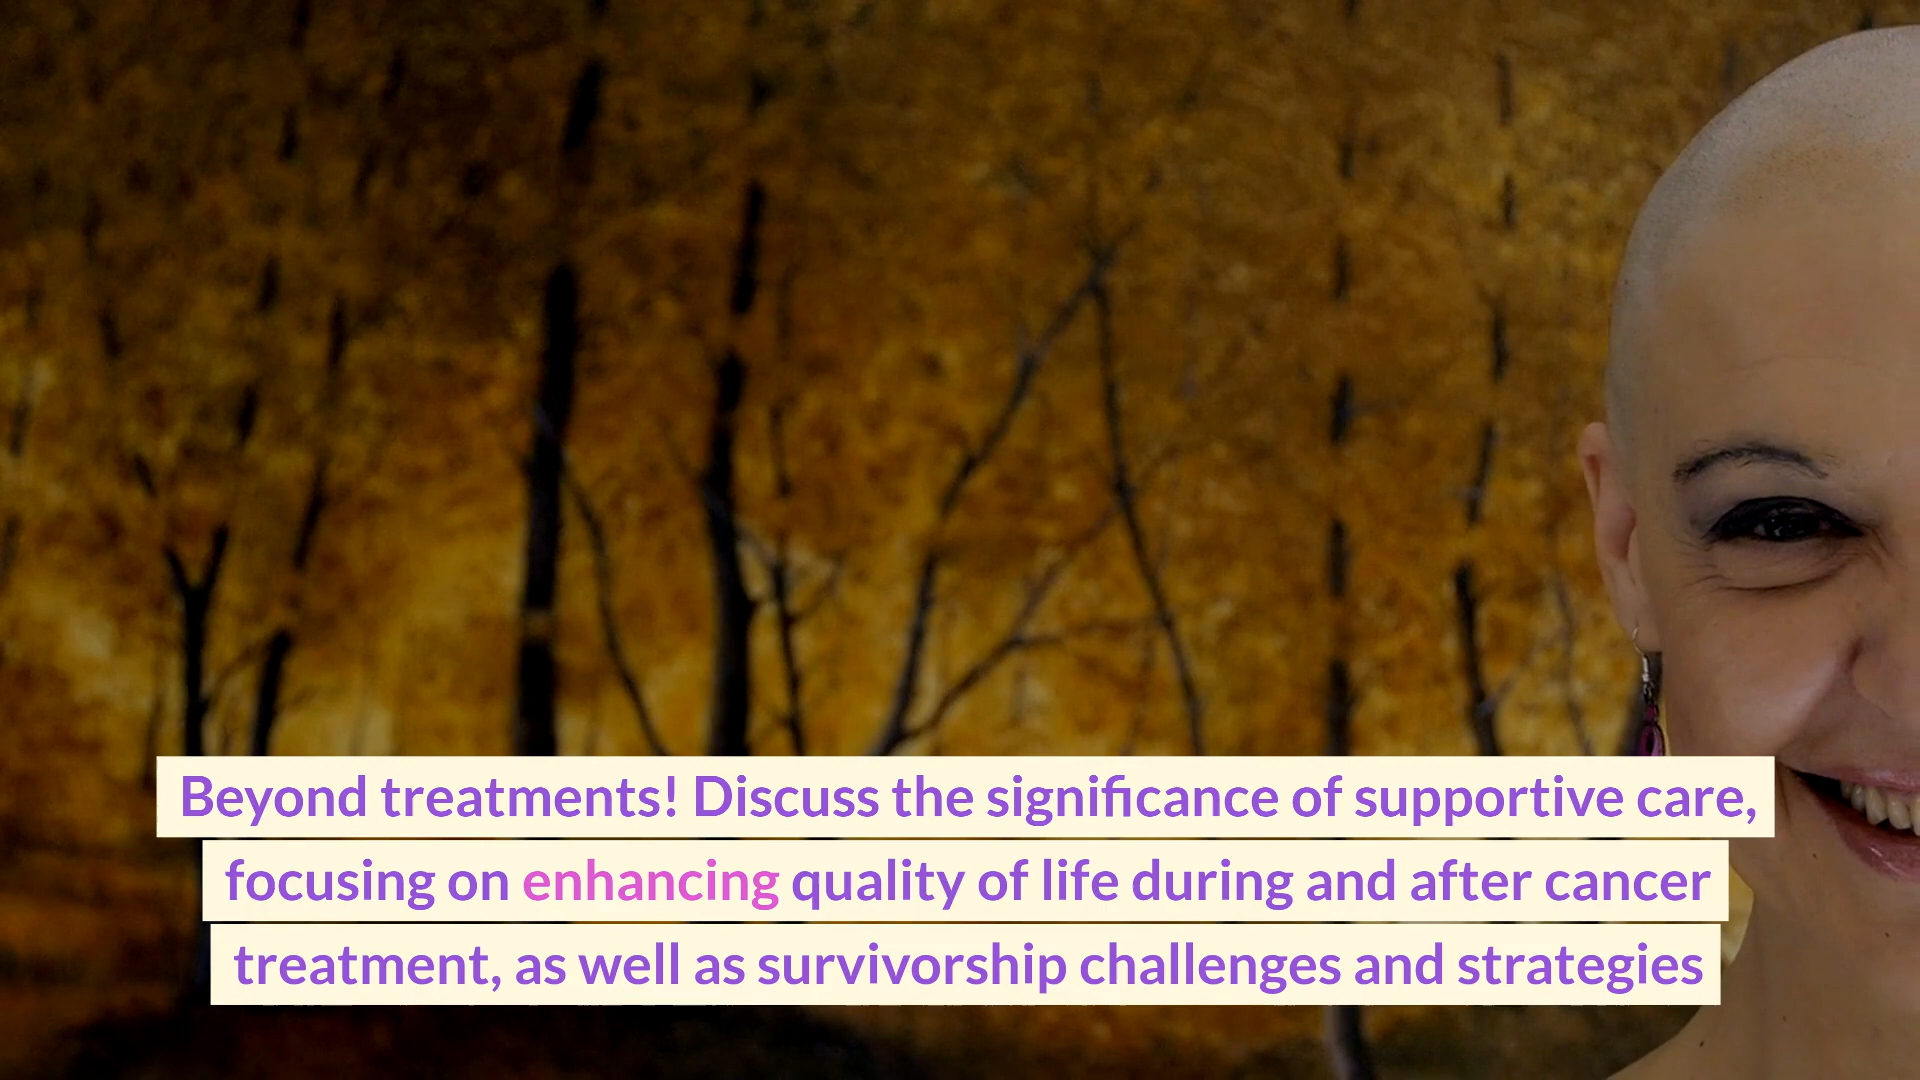 Beyond treatments! Discuss the significance of supportive care,
focusing on enhancing quality of life during and after cancer
treatment, as well as survivorship challenges and strategies